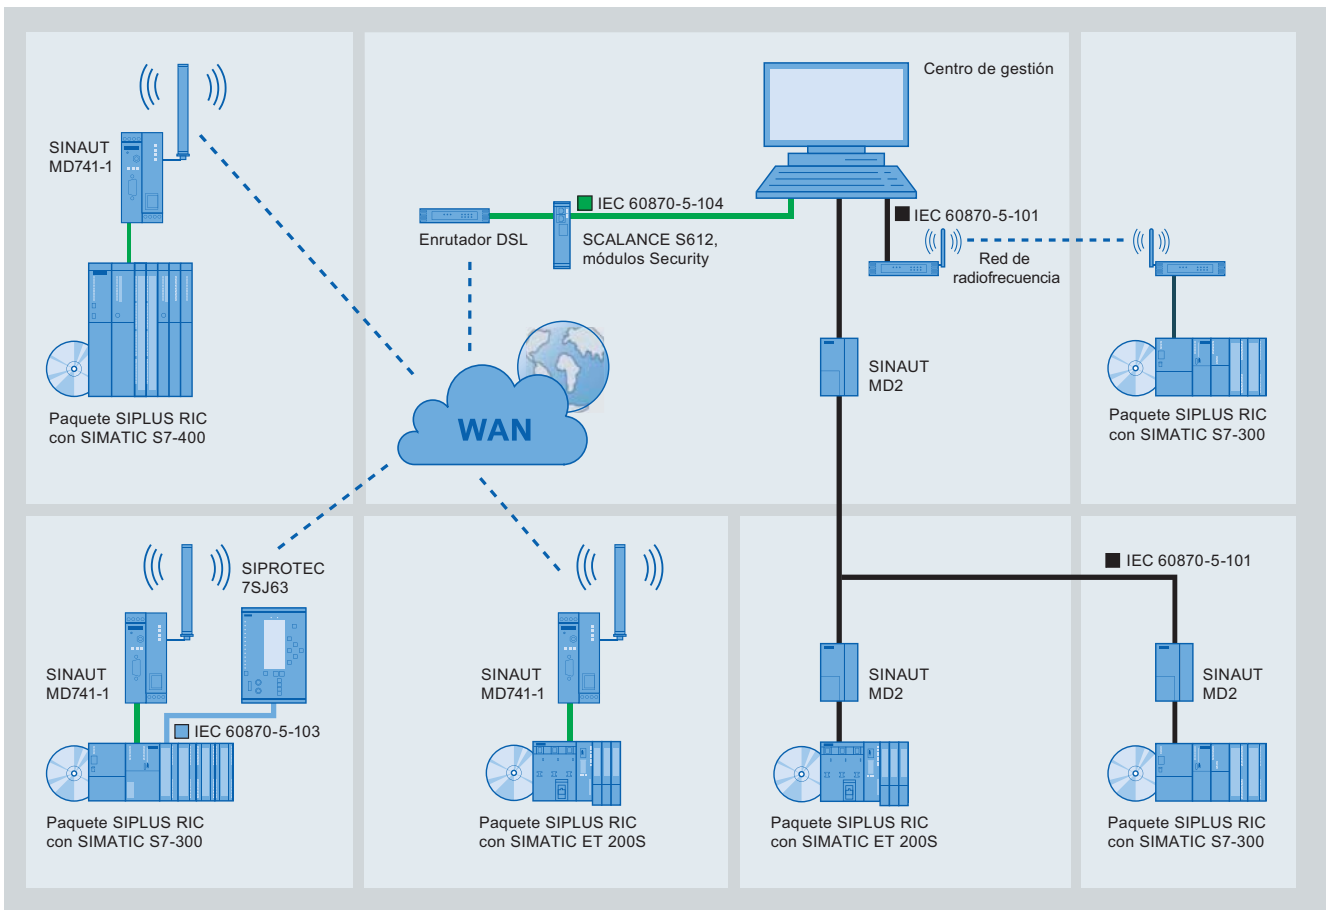 SINAUT
MD741-1
Paquete SIPLUS RIC
con SIMATIC S7-400
Centro de gestión
IEC 60870-5-104
Enrutador DSL
SCALANCE S612,
módulos Security
IEC 60870-5-101
Red de
radiofrecuencia
SINAUT
MD2
WAN
Paquete SIPLUS RIC
con SIMATIC S7-300
SIPROTEC
7SJ63
SINAUT
MD741-1
IEC 60870-5-103
Paquete SIPLUS RIC
con SIMATIC S7-300
SINAUT
MD741-1
Paquete SIPLUS RIC
con SIMATIC ET 200S
SINAUT
MD2
Paquete SIPLUS RIC
con SIMATIC ET 200S
IEC 60870-5-101
SINAUT
MD2
Paquete SIPLUS RIC
con SIMATIC S7-300